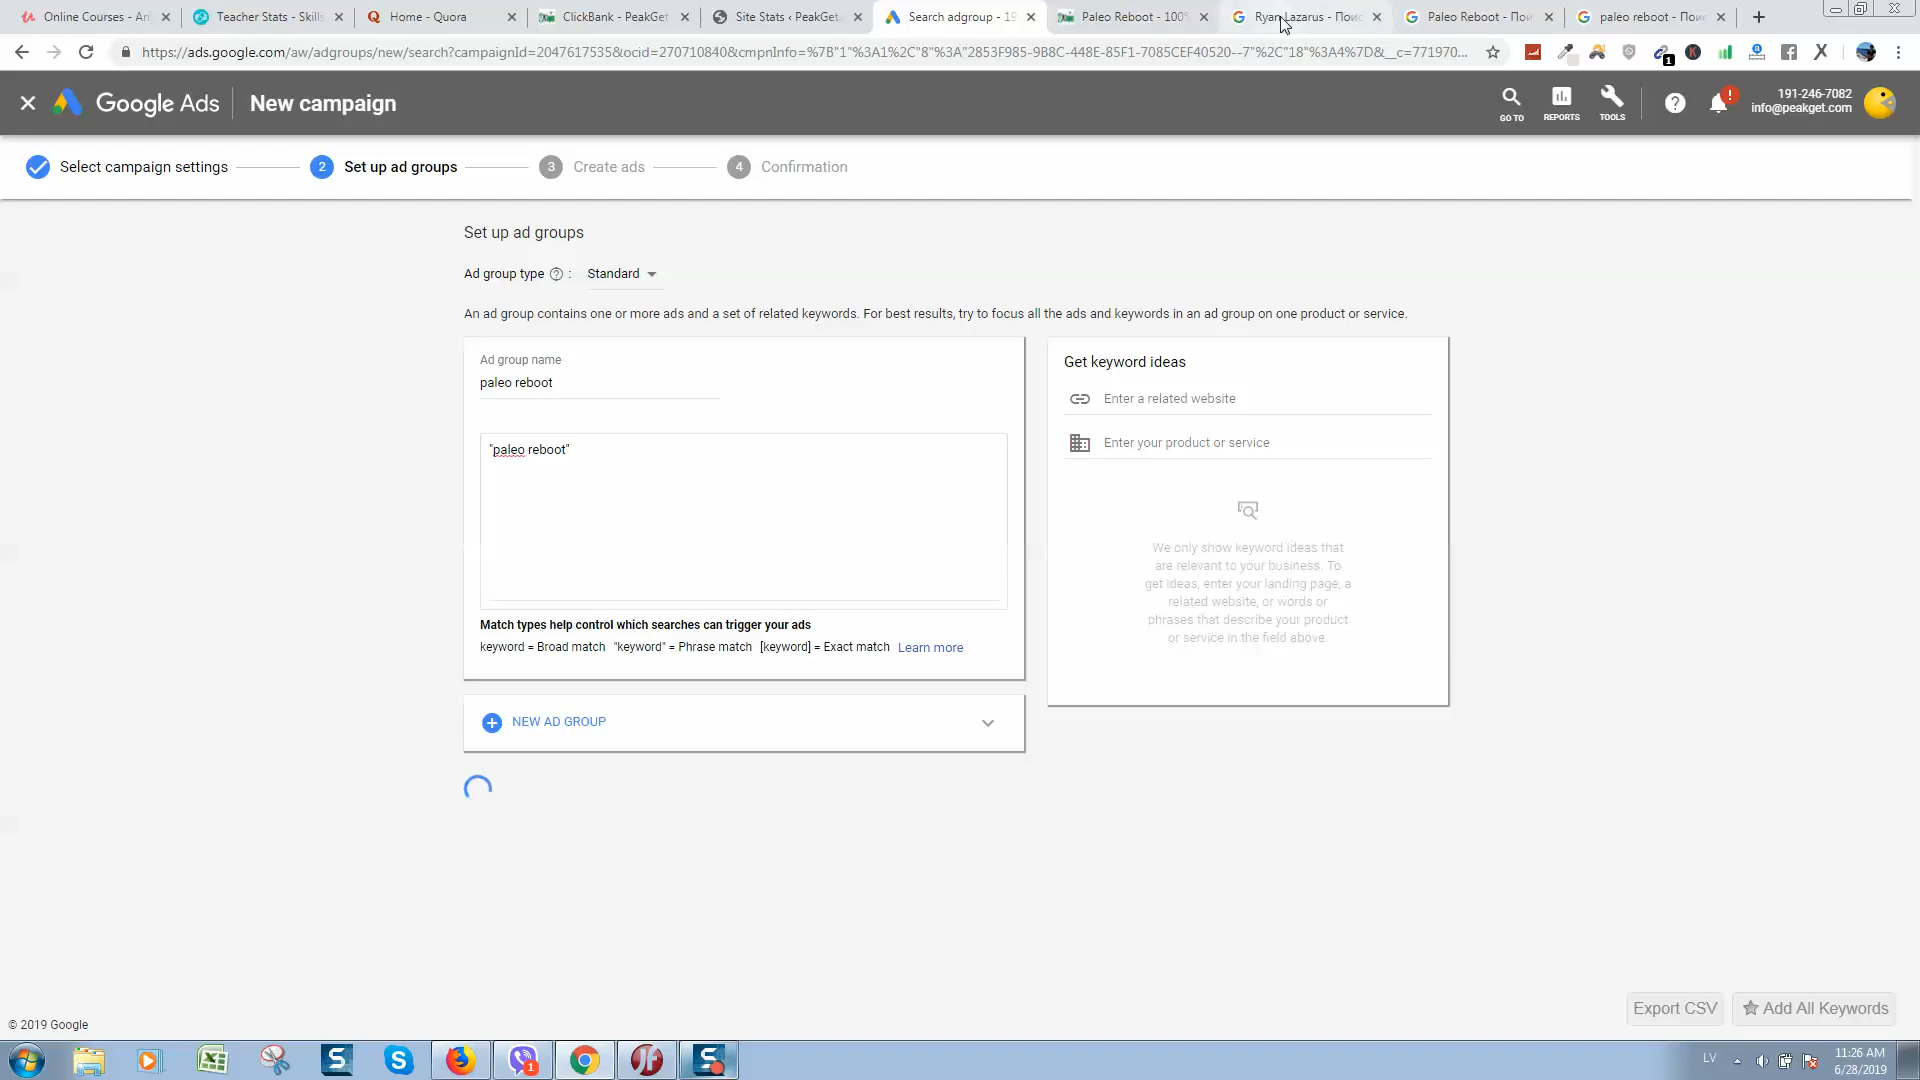 Online Courses - An
Teacher Stats - Skills
Home - Quora
ClickBank - PeakGet
Site Stats ‹ PeakGet
Search adgroup - 19
Paleo Reboot - 100%
Ryan Lazarus - Поис
Paleo Reboot - Пои
paleo reboot - Пои
https://ads.google.com/aw/adgroups/new/search?campaignId=2047617535&ocid=270710840&cmpnInfo=%7B"1"%3A1%2C"8"%3A"2853F985-9B8C-448E-85F1-7085CEF40520--7"%2C"18"%3A4%7D&__c=771970...
Google Ads
New campaign
GO TO
REPORTS
TOOLS
191-246-7082
info@peakget.com
Select campaign settings
2 Set up ad groups
3 Create ads
4 Confirmation
Set up ad groups
Ad group type ? : Standard
An ad group contains one or more ads and a set of related keywords. For best results, try to focus all the ads and keywords in an ad group on one product or service.
Ad group name
paleo reboot
"paleo reboot"
Match types help control which searches can trigger your ads
keyword = Broad match "keyword" = Phrase match [keyword] = Exact match Learn more
NEW AD GROUP
Get keyword ideas
Enter a related website
Enter your product or service
We only show keyword ideas that
are relevant to your business. To
get ideas, enter your landing page, a
related website, or words or
phrases that describe your product
or service in the field above.
Export CSV
Add All Keywords
© 2019 Google
LV
11:26 AM
6/28/2019